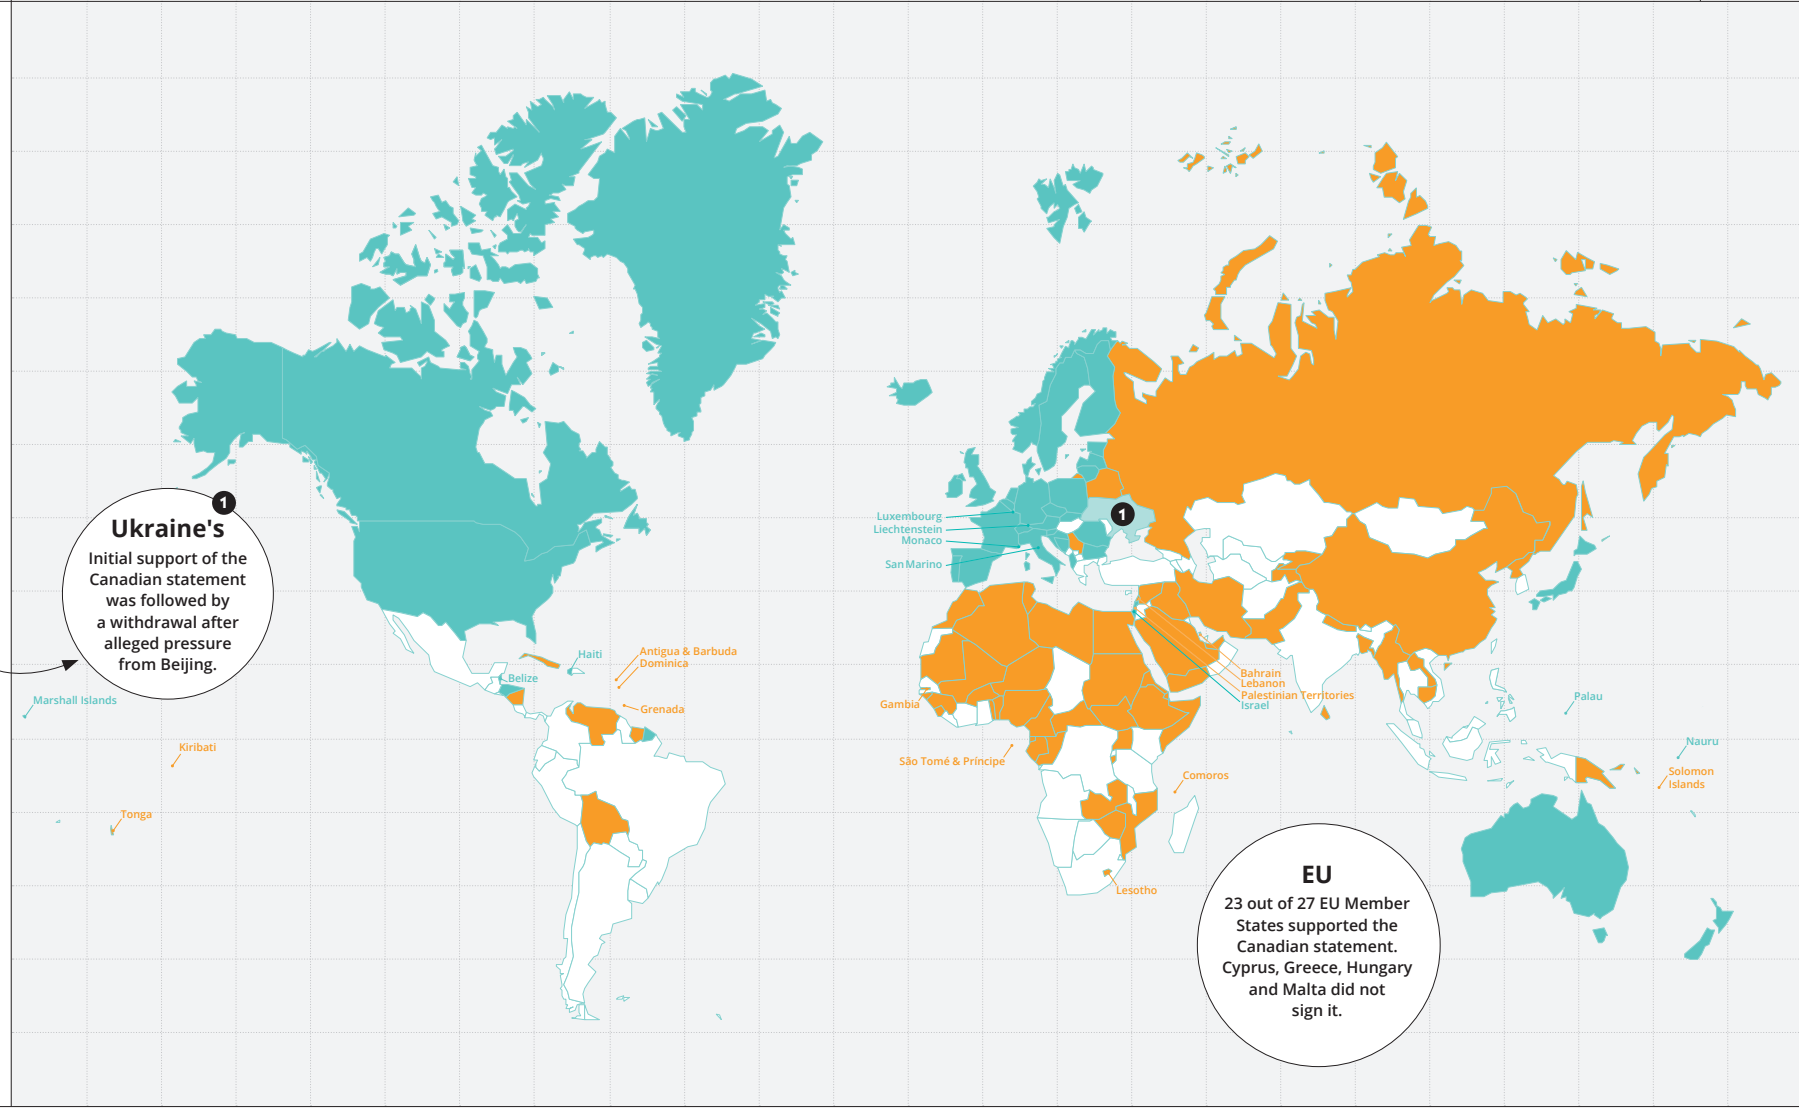 1
Ukraine's
Initial support of the
Canadian statement
was followed by
a withdrawal after
alleged pressure
from Beijing.
Marshall Islands
Kiribati
Tonga
Haiti
Belize
Antigua & Barbuda
Dominica
Grenada
Luxembourg
Liechtenstein
Monaco
San Marino
1
Gambia
São Tomé & Príncipe
Bahrain
Lebanon
Palestinian Territories
Israel
Comoros
Lesotho
Palau
Nauru
Solomon
Islands
EU
23 out of 27 EU Member
States supported the
Canadian statement.
Cyprus, Greece, Hungary
and Malta did not
sign it.